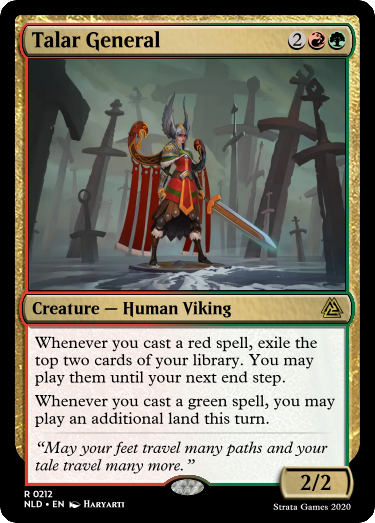 Talar General 2
Creature — Human Viking
Whenever you cast a red spell, exile the
top two cards of your library. You may
play them until your next end step.
Whenever you cast a green spell, you may
play an additional land this turn.
“May your feet travel many paths and your
tale travel many more.”
2/2
R 0212
NLD • EN Haryarti
Strata Games 2020